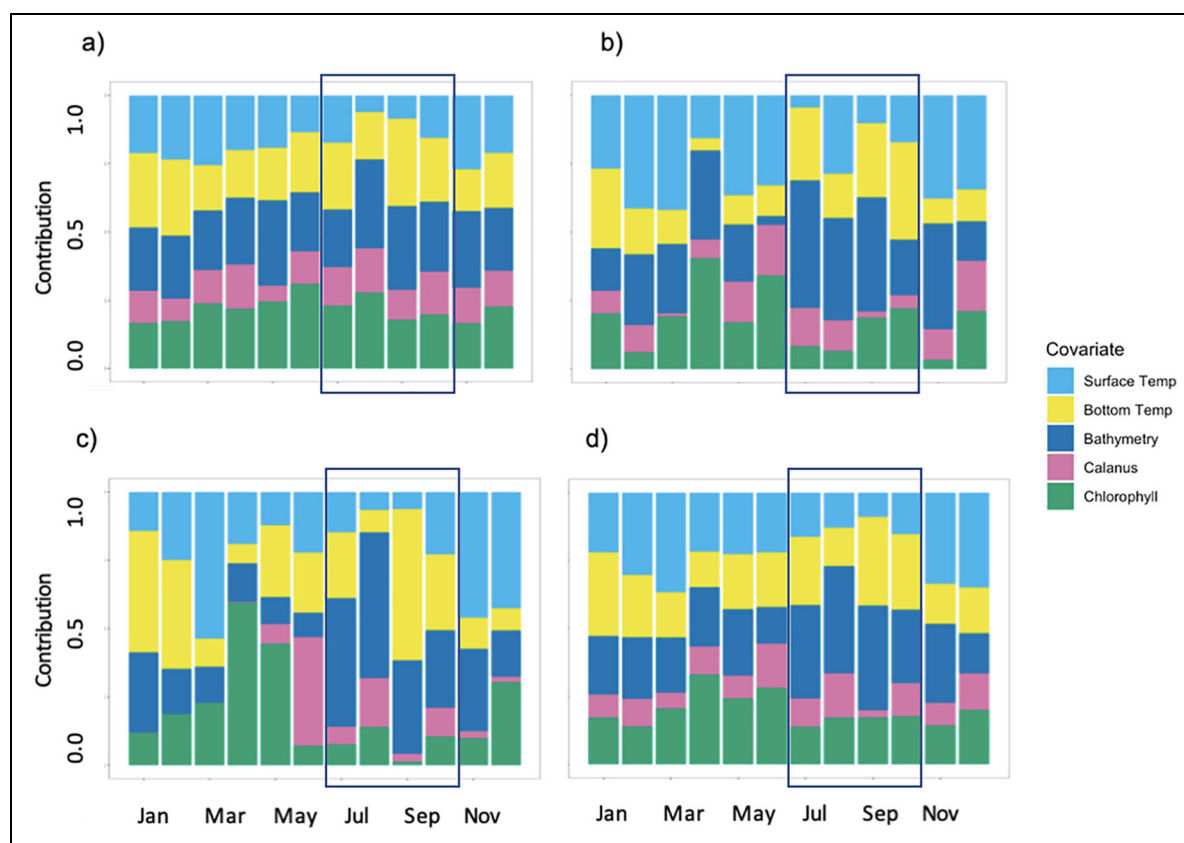 a)
b)
1.0
0.5
0.0
Contribution
c)
d)
1.0
0.5
0.0
Contribution
Jan Mar May Jul Sep Nov
Jan Mar May Jul Sep Nov
Covariate
Surface Temp
Bottom Temp
Bathymetry
Calanus
Chlorophyll